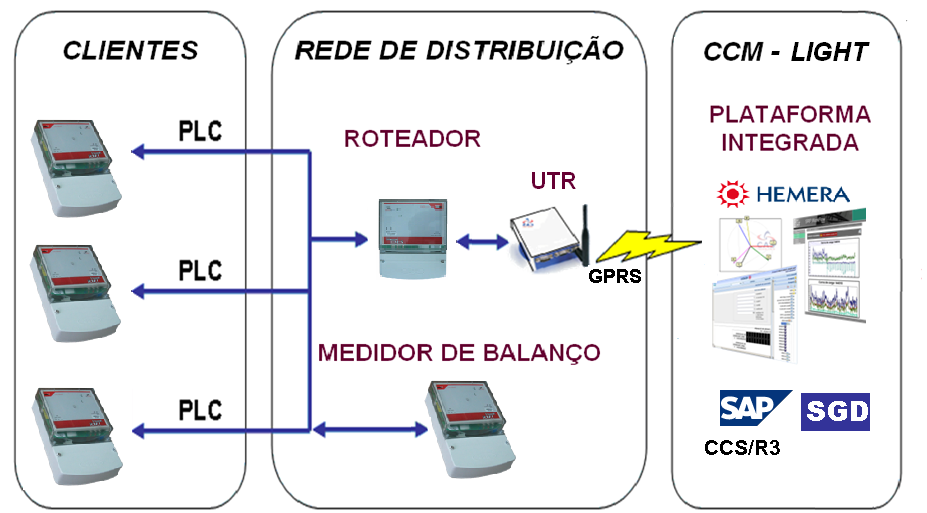 CLIENTES
PLC
PLC
PLC
REDE DE DISTRIBUIÇÃO
ROTEADOR
UTR
GPRS
MEDIDOR DE BALANÇO
CCM - LIGHT
PLATAFORMA
INTEGRADA
HEMERA
SAP
SGD
CCS/R3